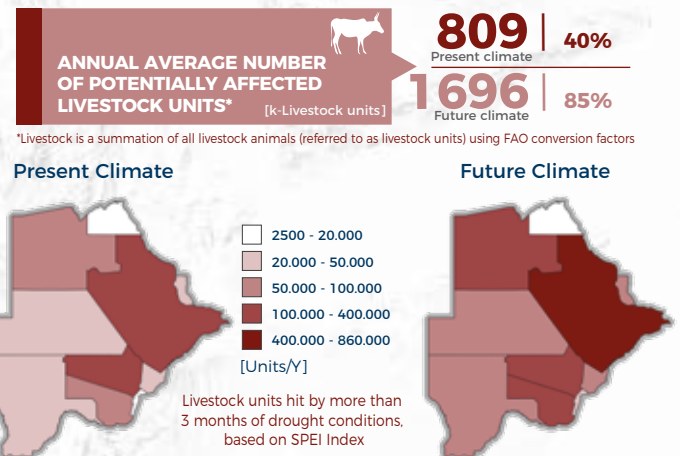 ANNUAL AVERAGE NUMBER
OF POTENTIALLY AFFECTED
LIVESTOCK UNITS*
[k-Livestock units]
809
40%
Present climate
1696
85%
Future climate
*Livestock is a summation of all livestock animals (referred to as livestock units) using FAO conversion factors
Present Climate
Future Climate
2500 - 20.000
20.000 - 50.000
50.000 - 100.000
100.000 - 400.000
400.000 - 860.000
[Units/Y]
Livestock units hit by more than
3 months of drought conditions,
based on SPEI Index